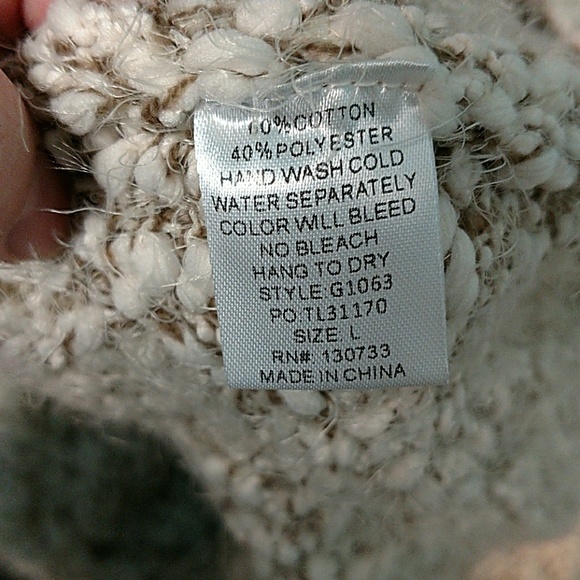 60%COTTON
40%POLYESTER
HAND WASH COLD
WATER SEPARATELY
COLOR WILL BLEED
NO BLEACH
HANG TO DRY
STYLE:G1063
PO:TL31170
SIZE: L
RN#: 130733
MADE IN CHINA